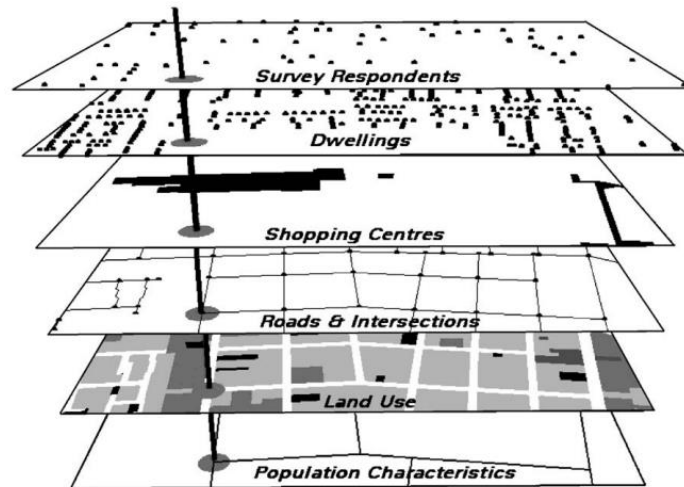 Survey Respondents
Dwellings
Shopping Centres
Roads & Intersections
Land Use
Population Characteristics